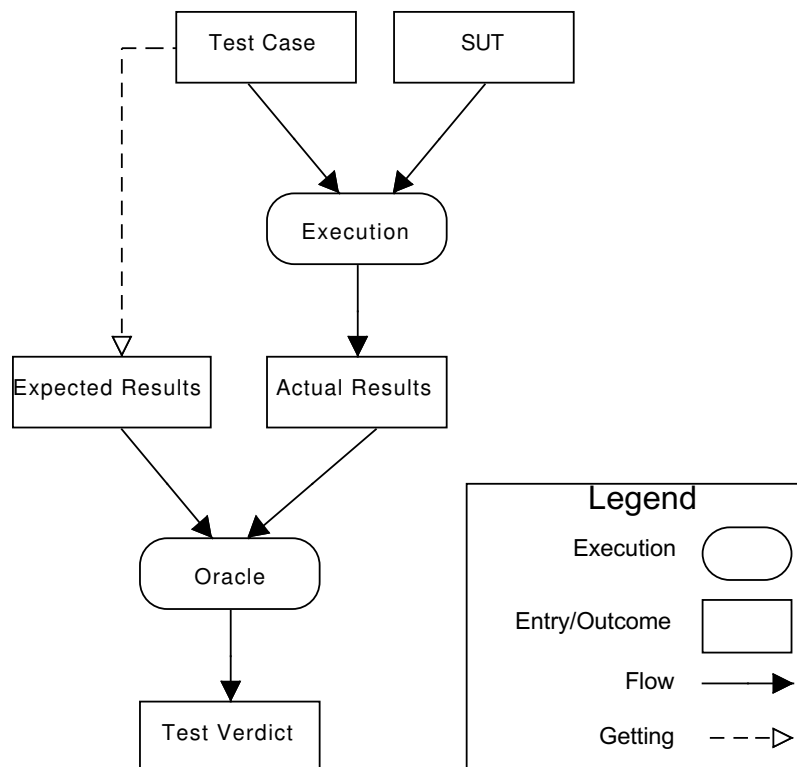 Test Case
SUT
Execution
Expected Results
Actual Results
Oracle
Test Verdict
Legend
Execution
Entry/Outcome
Flow
Getting